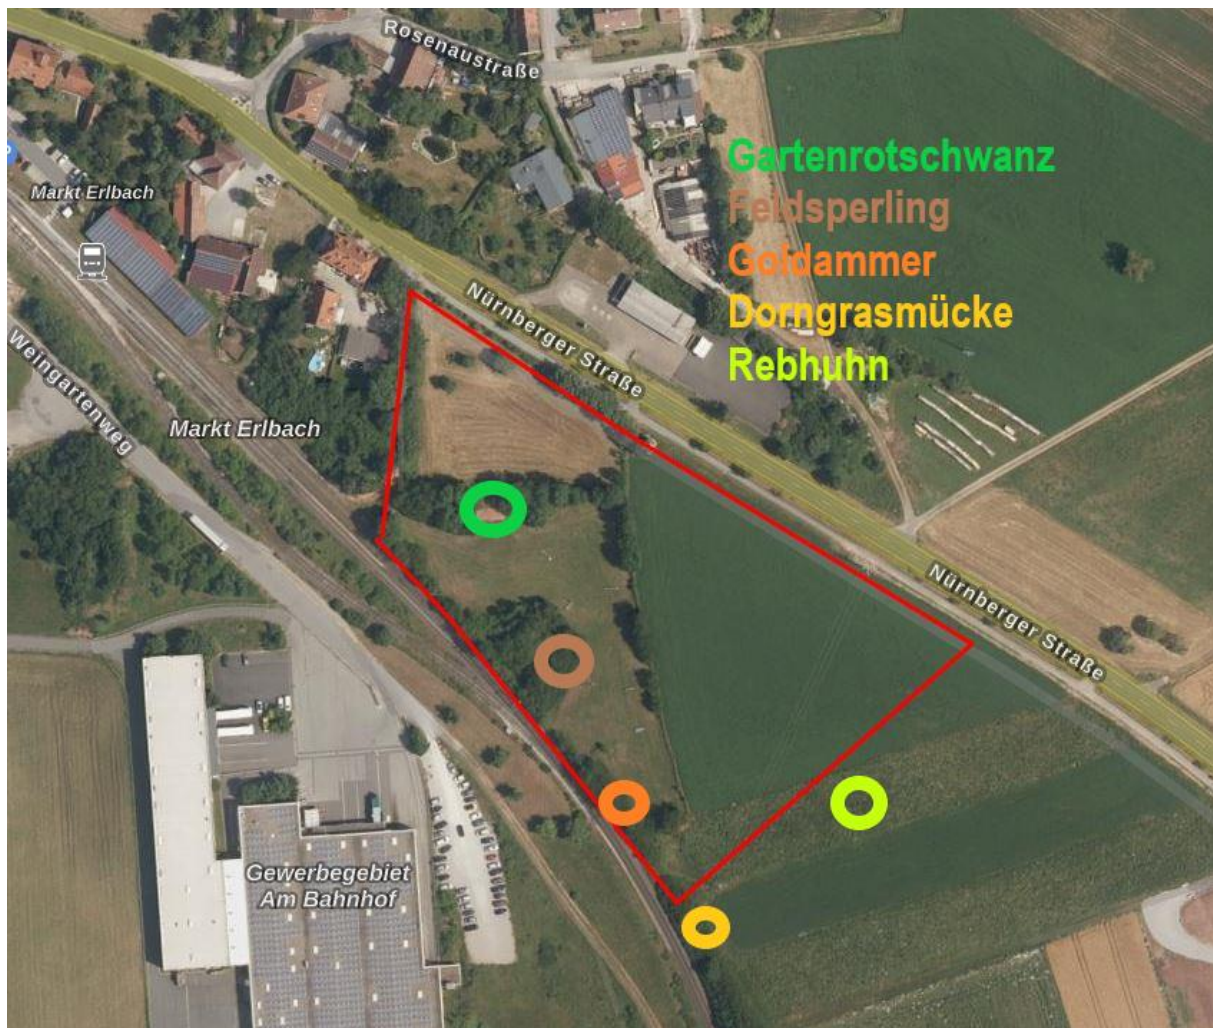 Rosenaustraße
Gartenrotschwanz
Markt Erlbach
Feldsperling
Goldammer
Nürnberger Straße
Dorngrasmücke
Weingartenweg
Rebhuhn
Markt Erlbach
Nürnberger Straße
Gewerbegebiet
Am Bahnhof